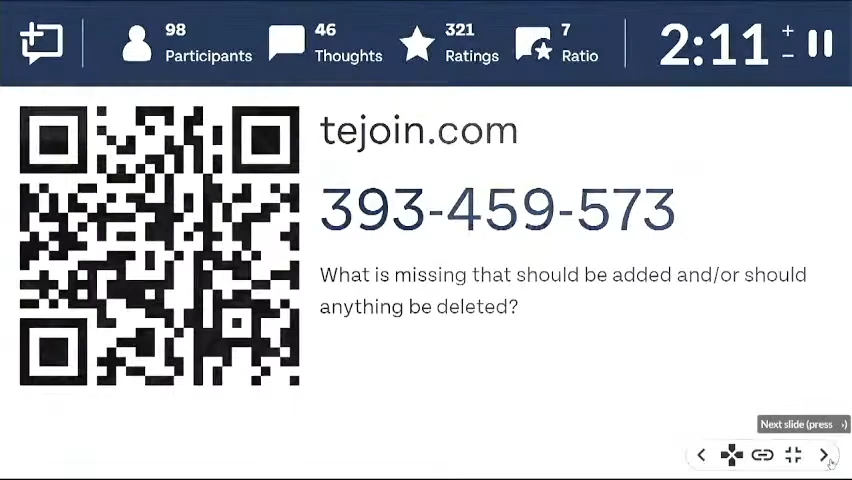 98
Participants
46
Thoughts
321
Ratings
7
Ratio
2:11
+
−
tejoin.com
393-459-573
What is missing that should be added and/or should
anything be deleted?
Next slide (press ›)